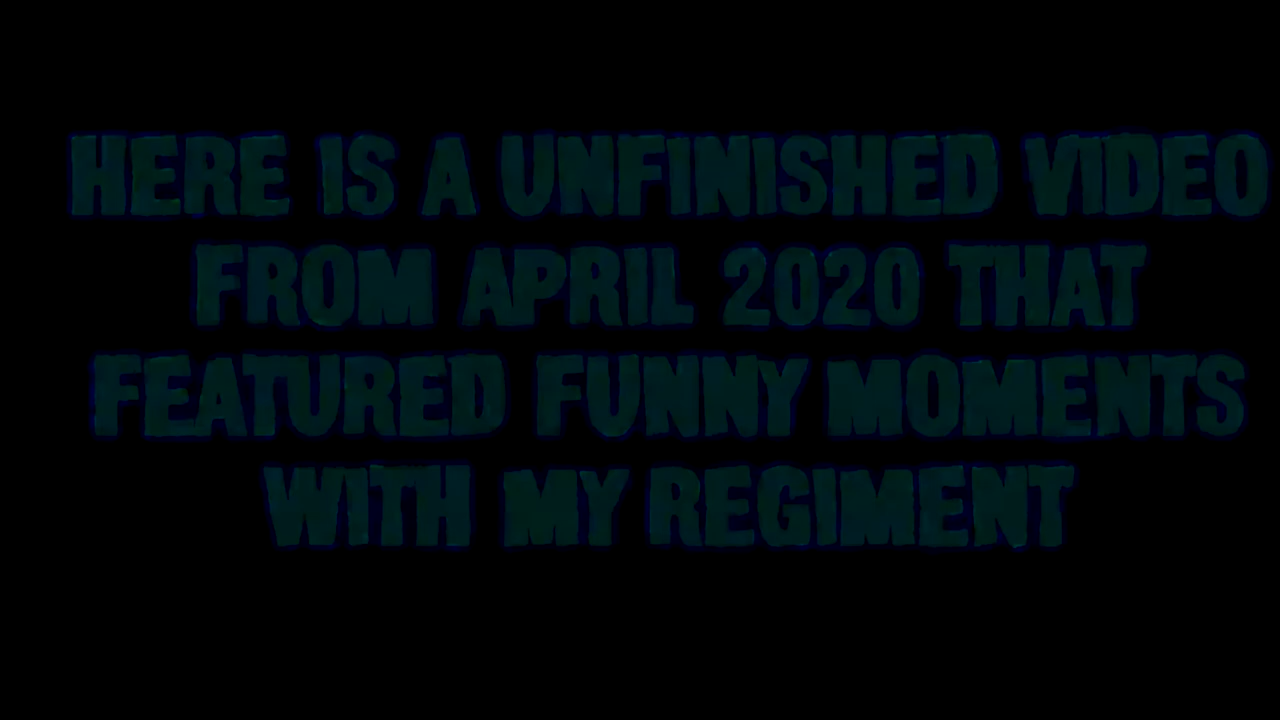 HERE IS A UNFINISHED VIDEO
FROM APRIL 2020 THAT
FEATURED FUNNY MOMENTS
WITH MY REGIMENT